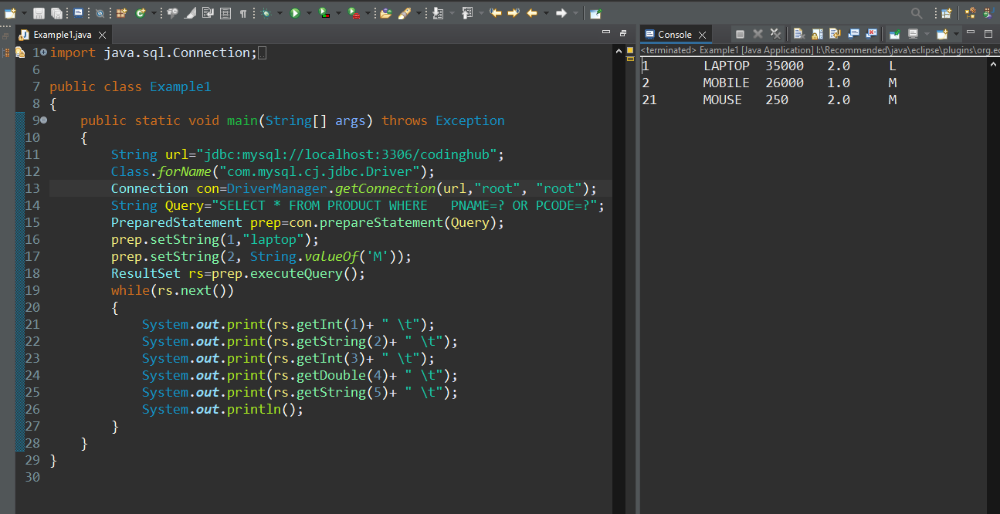 Example1.java
Console
<terminated> Example1 [Java Application] I:\Recommended\java\eclipse\plugins\org.ec
1 import java.sql.Connection;
6
7 public class Example1
8 {
9     public static void main(String[] args) throws Exception
10     {
11         String url="jdbc:mysql://localhost:3306/codinghub";
12         Class.forName("com.mysql.cj.jdbc.Driver");
13         Connection con=DriverManager.getConnection(url,"root", "root");
14         String Query="SELECT * FROM PRODUCT WHERE   PNAME=? OR PCODE=?";
15         PreparedStatement prep=con.prepareStatement(Query);
16         prep.setString(1,"laptop");
17         prep.setString(2, String.valueOf('M'));
18         ResultSet rs=prep.executeQuery();
19         while(rs.next())
20         {
21             System.out.print(rs.getInt(1)+ " \t");
22             System.out.print(rs.getString(2)+ " \t");
23             System.out.print(rs.getInt(3)+ " \t");
24             System.out.print(rs.getDouble(4)+ " \t");
25             System.out.print(rs.getString(5)+ " \t");
26             System.out.println();
27         }
28     }
29 }
30
1 LAPTOP 35000 2.0 L
2 MOBILE 26000 1.0 M
21 MOUSE 250 2.0 M